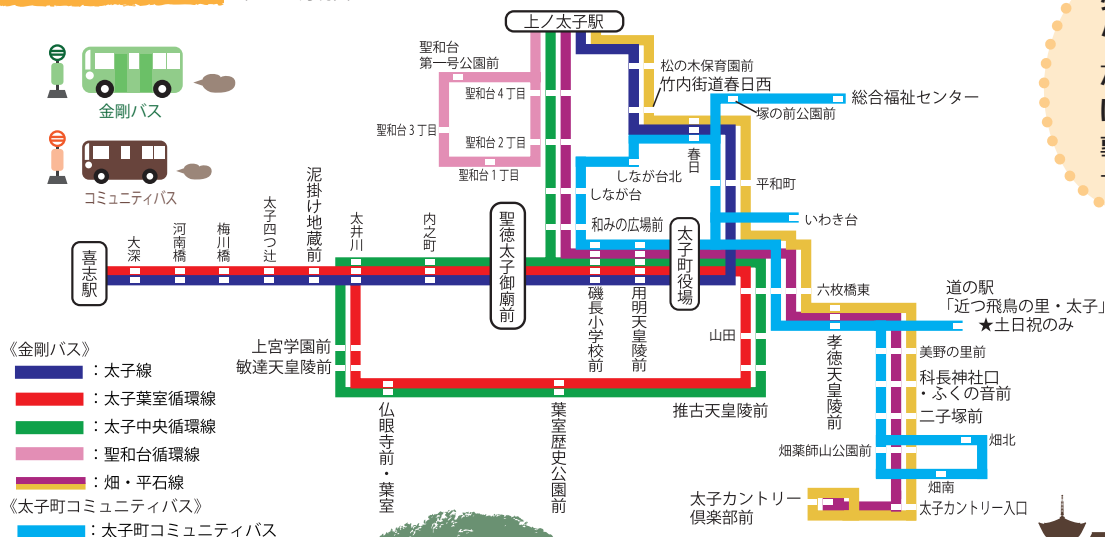 上ノ太子駅
聖和台
第一号公園前
聖和台4丁目
聖和台3丁目
聖和台2丁目
聖和台1丁目
松の木保育園前
竹内街道春日西
総合福祉センター
塚の前公園前
春日
しなが台北
しなが台
平和町
和みの広場前
いわき台
金剛バス
コミュニティバス
喜志駅
大深
河南橋
梅川橋
太子四つ辻
泥掛け地蔵前
太井川
内之町
聖徳太子御廟前
磯長小学校前
用明天皇陵前
太子町役場
六枚橋東
道の駅
「近つ飛鳥の里・太子」
★土日祝のみ
山田
孝徳天皇陵前
美野の里前
科長神社口
・ふくの音前
二子塚前
上宮学園前
敏達天皇陵前
仏眼寺前・葉室
葉室歴史公園前
推古天皇陵前
畑薬師山公園前
畑北
畑南
太子カントリー
倶楽部前
太子カントリー入口
《金剛バス》
：太子線
：太子葉室循環線
：太子中央循環線
：聖和台循環線
：畑・平石線
《太子町コミュニティバス》
：太子町コミュニティバス